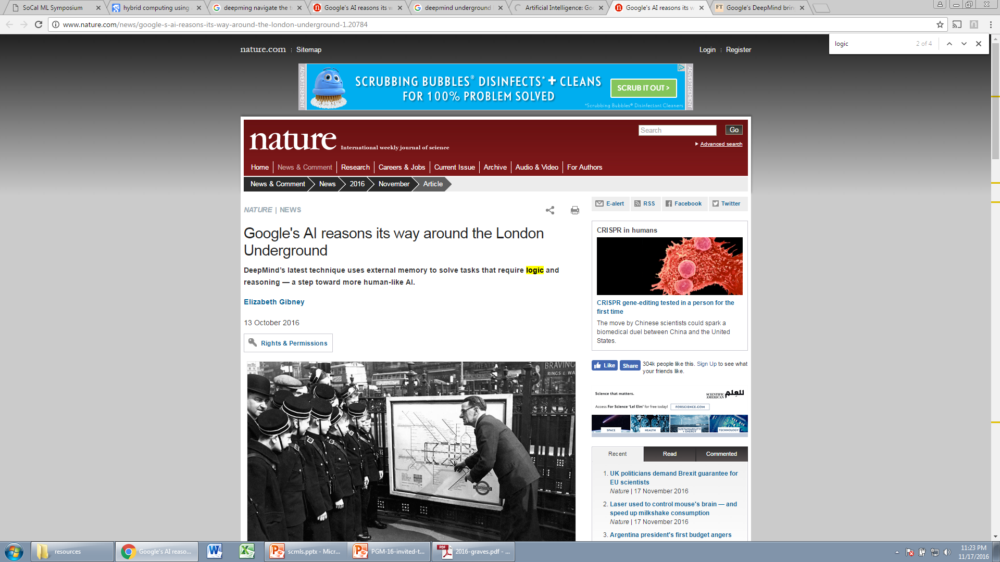 SoCal ML Symposium
hybrid computing using
deepming navigate the t
Google's AI reasons its w
deepmind underground
Artificial Intelligence: Go
Google's AI reasons its w
Google's DeepMind brin
www.nature.com/news/google-s-ai-reasons-its-way-around-the-london-underground-1.20784
logic
2 of 4
nature.com : Sitemap
Login : Register
ADVERTISEMENT
SCRUBBING BUBBLES® DISINFECTS* + CLEANS
FOR 100% PROBLEM SOLVED
SCRUB IT OUT >
*Scrubbing Bubbles® Disinfectant Cleaners
ADVERTISEMENT
nature International weekly journal of science
Search
Go
Advanced search
Home
News & Comment
Research
Careers & Jobs
Current Issue
Archive
Audio & Video
For Authors
News & Comment
News
2016
November
Article
NATURE | NEWS
Google's AI reasons its way around the London
Underground
DeepMind's latest technique uses external memory to solve tasks that require logic and
reasoning — a step toward more human-like AI.
Elizabeth Gibney
13 October 2016
Rights & Permissions
BRAVING
RINGS & WA
UNDERGROUND
E-alert
RSS
Facebook
Twitter
CRISPR in humans
CRISPR gene-editing tested in a person for the
first time
The move by Chinese scientists could spark a
biomedical duel between China and the United
States.
Like
Share
304k people like this. Sign Up to see what
your friends like.
Science that matters.
SCIENTIFIC
AMERICAN
للعلم
Access For Science 'Lel Elm' for free today!
FORSCIENCE.COM
SPACE
HEALTH
SUSTAINABILITY
+ ENERGY
TECHNOLOGY
Recent
Read
Commented
1. UK politicians demand Brexit guarantee for
EU scientists
Nature | 17 November 2016
2. Laser used to control mouse's brain — and
speed up milkshake consumption
Nature | 17 November 2016
3. Argentina president's first budget angers
resources
Google's AI reaso...
scmls.pptx - Micr...
PGM-16-invited-t...
2016-graves.pdf - ...
11:23 PM
11/17/2016